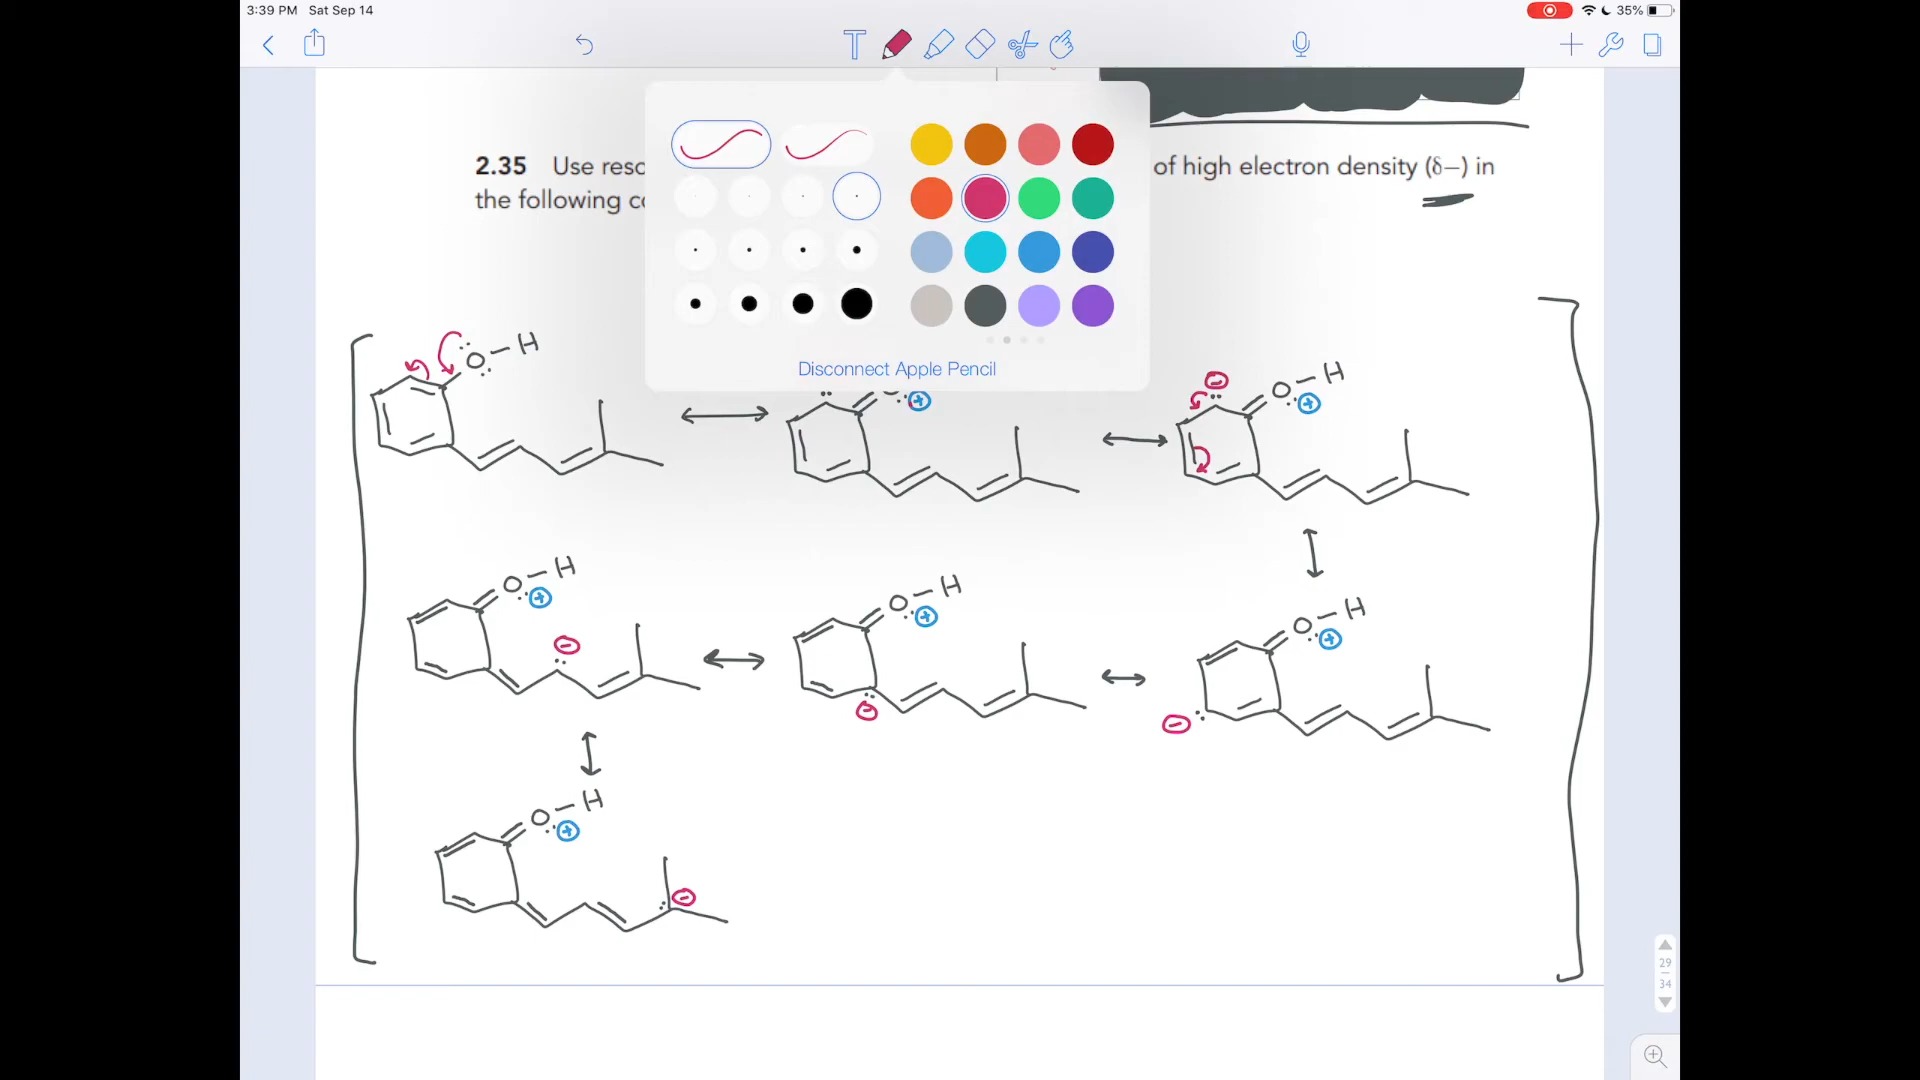 3:39 PM Sat Sep 14
35%
T
2.35 Use reso of high electron density (δ–) in
the following co
Disconnect Apple Pencil
O – H
+
O – H
+
O – H
+
O – H
+
O – H
+
O – H
+
29
34